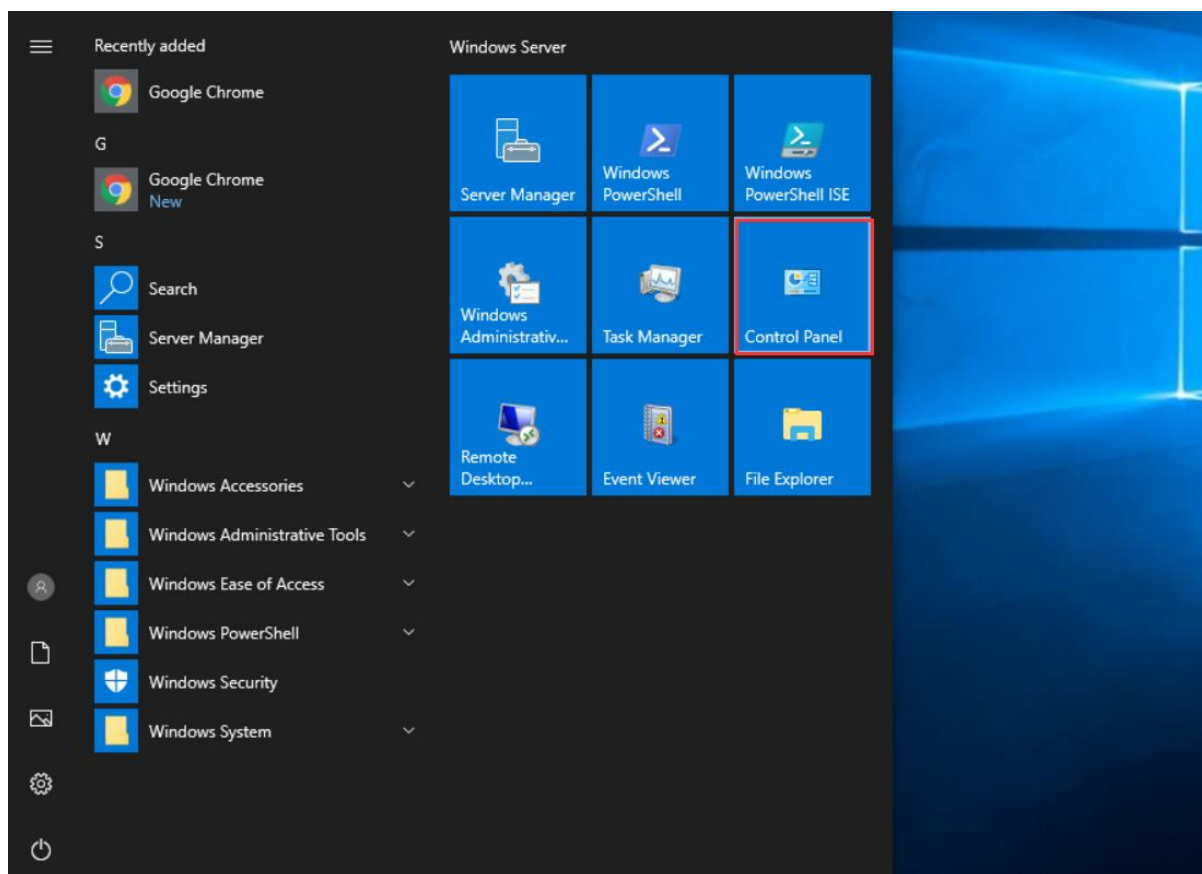 Recently added
Google Chrome
G
Google Chrome
New
S
Search
Server Manager
Settings
W
Windows Accessories
Windows Administrative Tools
Windows Ease of Access
Windows PowerShell
Windows Security
Windows System
Windows Server
Server Manager
Windows
PowerShell
Windows
PowerShell ISE
Windows
Administrativ...
Task Manager
Control Panel
Remote
Desktop...
Event Viewer
File Explorer